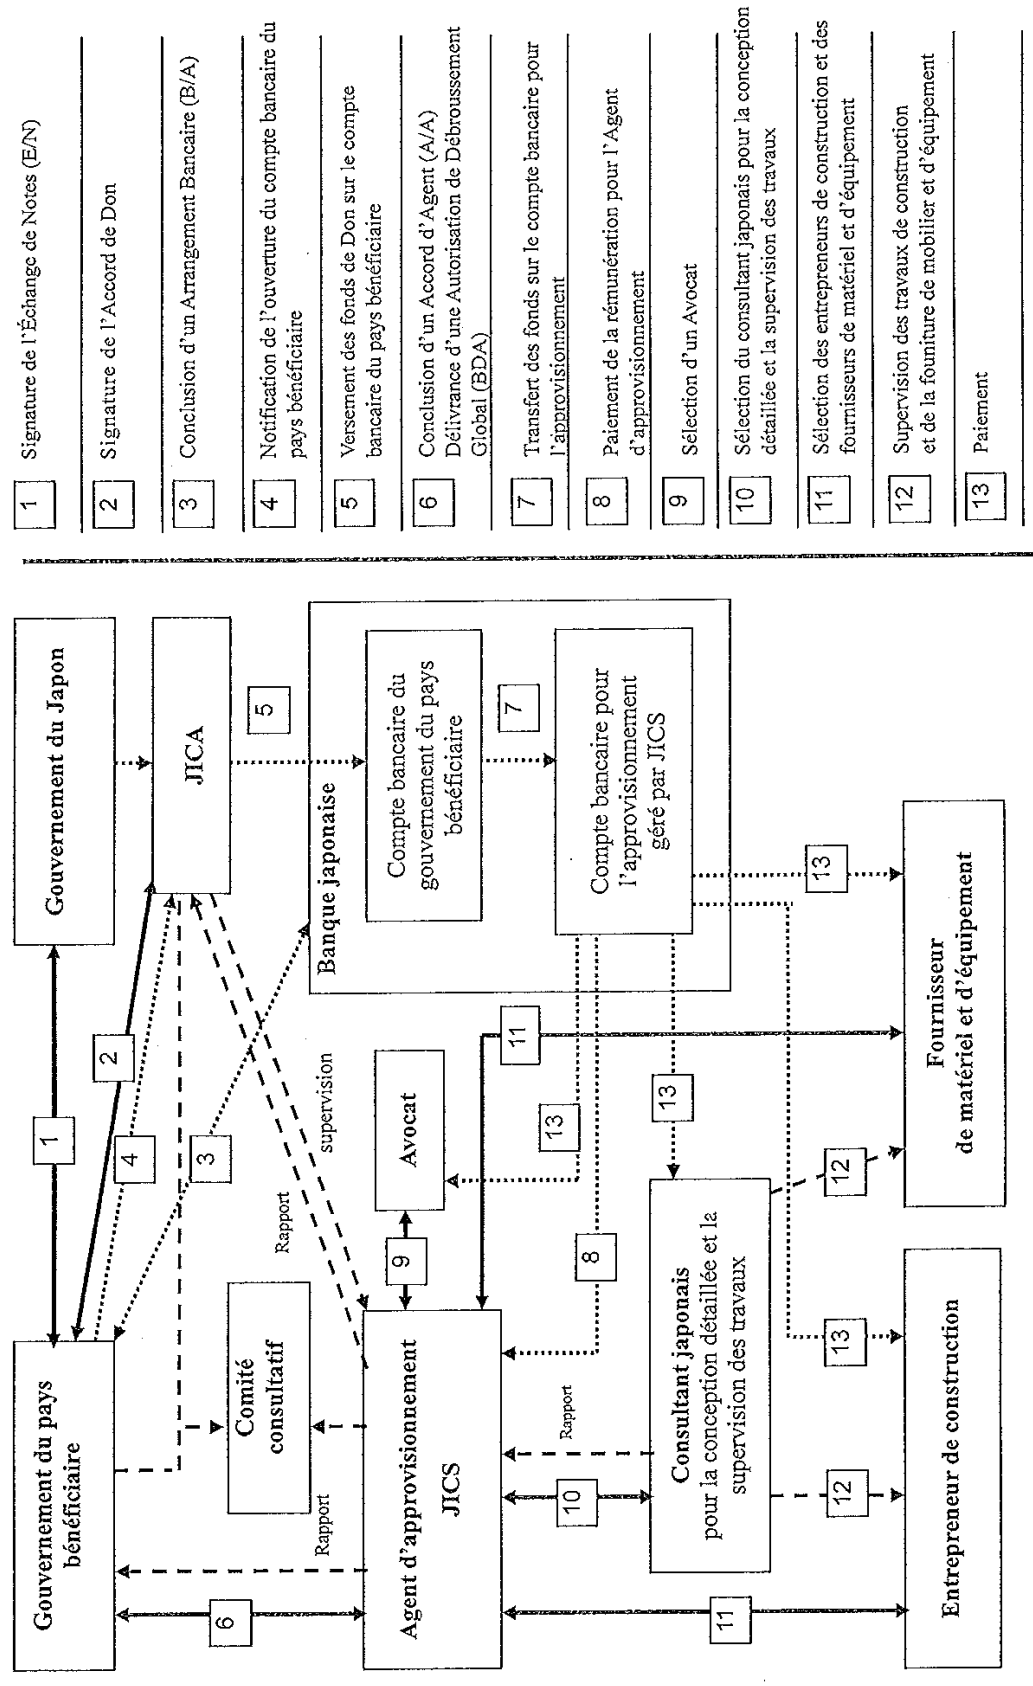 1
Signature de l'Échange de Notes (E/N)
2
Signature de l'Accord de Don
3
Conclusion d'un Arrangement Bancaire (B/A)
4
Notification de l'ouverture du compte bancaire du
pays bénéficiaire
5
Versement des fonds de Don sur le compte
bancaire du pays bénéficiaire
6
Conclusion d'un Accord d'Agent (A/A)
Délivrance d'une Autorisation de Débroussement
Global (BDA)
7
Transfert des fonds sur le compte bancaire pour
l'approvisionnement
8
Paiement de la rémunération pour l'Agent
d'approvisionnement
9
Sélection d'un Avocat
10
Sélection du consultant japonais pour la conception
détaillée et la supervision des travaux
11
Sélection des entrepreneurs de construction et des
fournisseurs de matériel et d'équipement
12
Supervision des travaux de construction
et de la founiture de mobilier et d'équipement
13
Paiement
Gouvernement du pays
bénéficiaire
1
Gouvernement du Japon
2
4
3
JICA
5
Banque japonaise
Compte bancaire du
gouvernement du pays
bénéficiaire
7
Compte bancaire pour
l'approvisionnement
géré par JICS
Comité
consultatif
Rapport
supervision
Rapport
6
Agent d'approvisionnement
JICS
9
Avocat
13
11
8
13
13
10
Rapport
Consultant japonais
pour la conception détaillée et la
supervision des travaux
11
12
13
12
Entrepreneur de construction
Fournisseur
de matériel et d'équipement